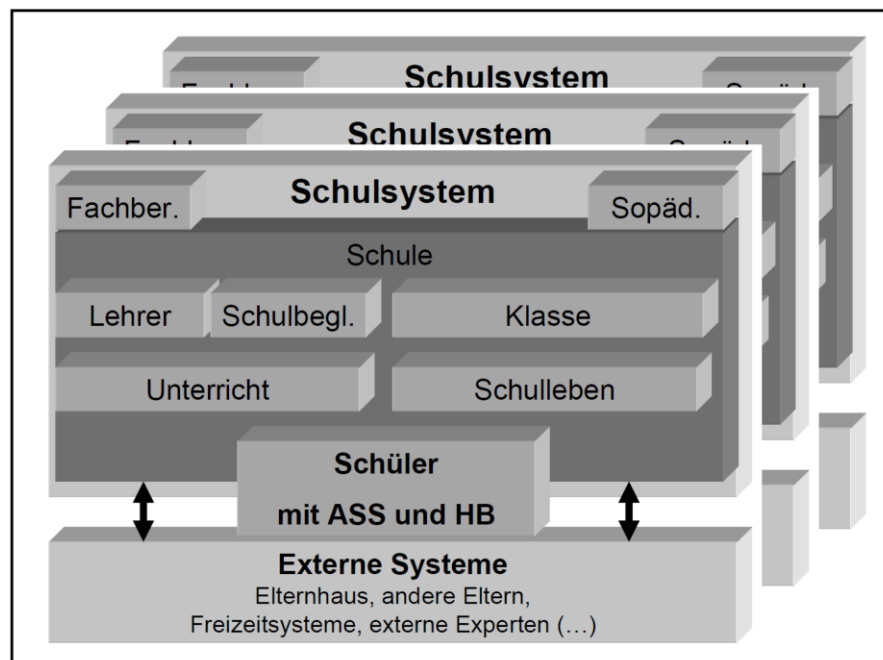 Schulsystem
Schulsystem
Schulsystem
Fachber.
Sopäd.
Schule
Lehrer
Schulbegl.
Klasse
Unterricht
Schulleben
Schüler
mit ASS und HB
Externe Systeme
Elternhaus, andere Eltern,
Freizeitsysteme, externe Experten (…)